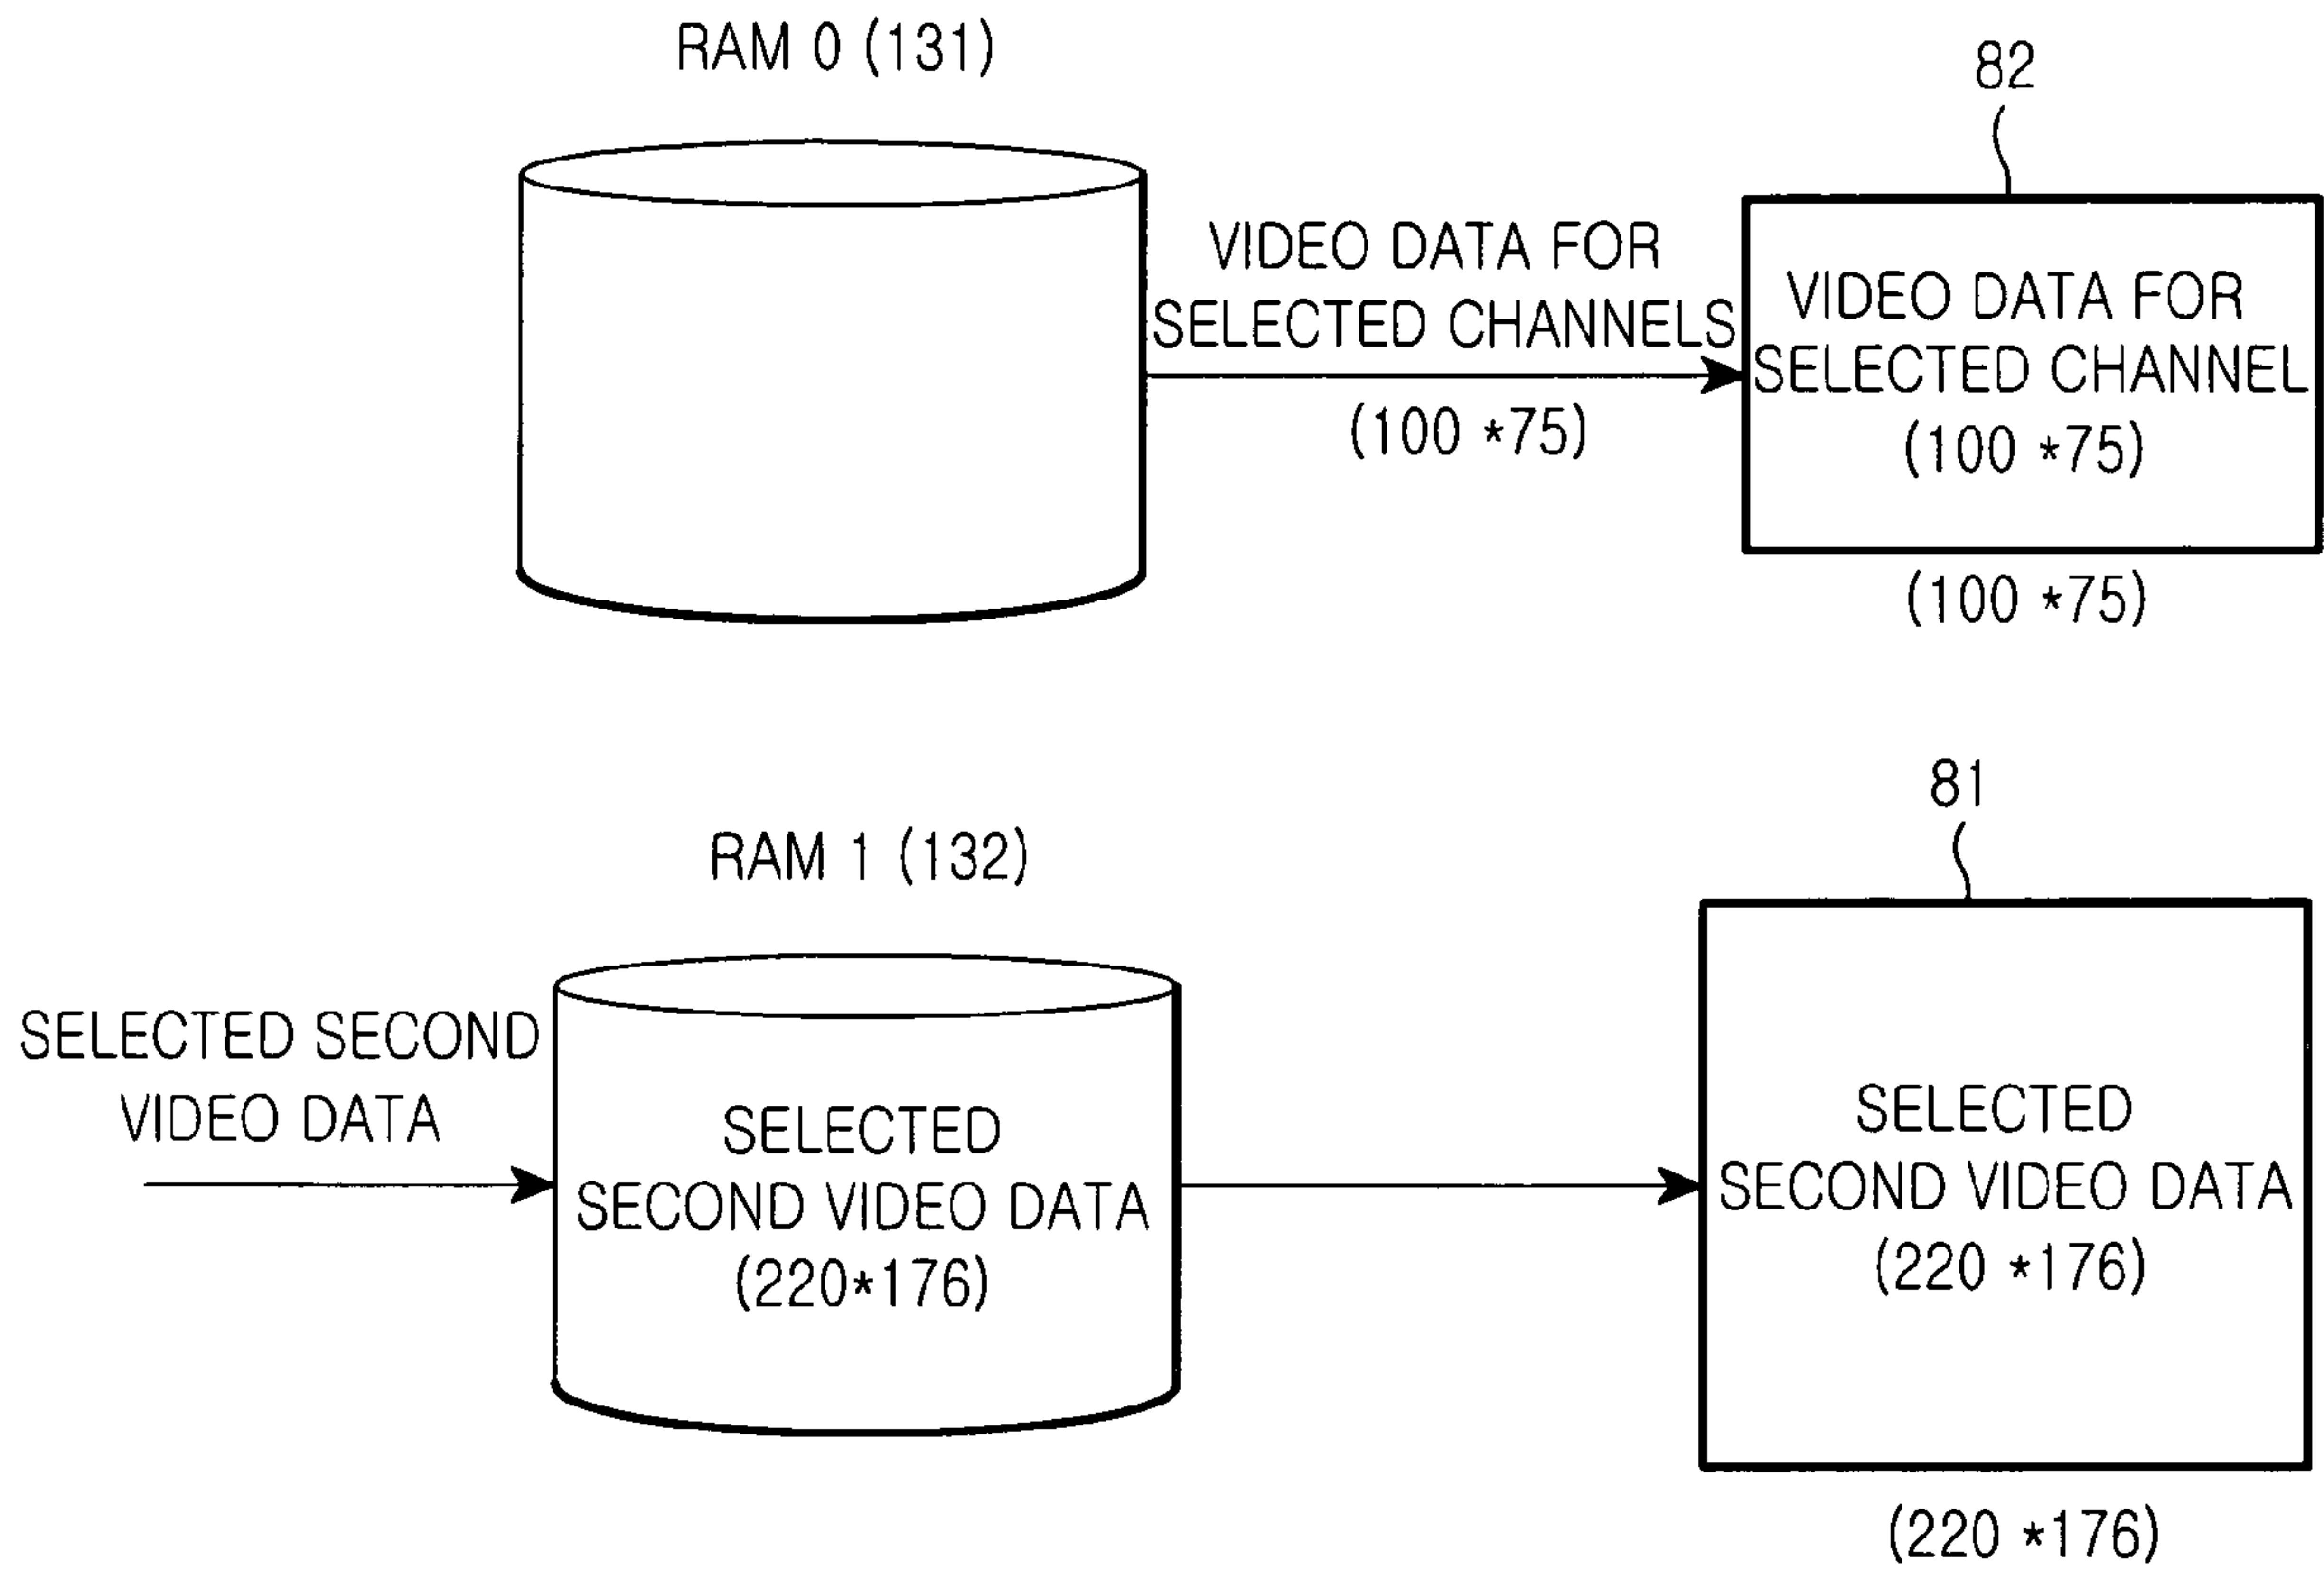 RAM 0 (131)
82
VIDEO DATA FOR
SELECTED CHANNELS
(100 *75)
VIDEO DATA FOR
SELECTED CHANNEL
(100 *75)
(100 *75)
81
RAM 1 (132)
SELECTED SECOND
VIDEO DATA
SELECTED
SECOND VIDEO DATA
(220*176)
SELECTED
SECOND VIDEO DATA
(220 *176)
(220 *176)